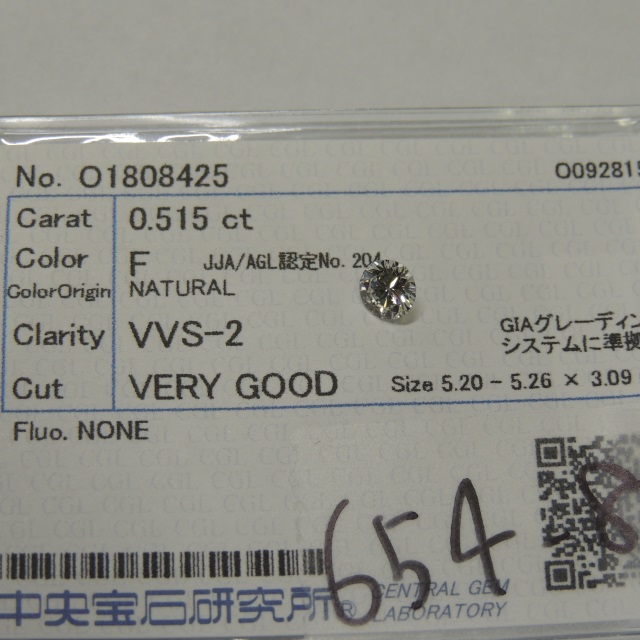 No. O1808425 O092815
Carat 0.515 ct
Color F JJA/AGL認定No. 204
ColorOrigin NATURAL
Clarity VVS-2 GIAグレーディン
システムに準拠
Cut VERY GOOD Size 5.20 - 5.26 × 3.09
Fluo. NONE
654-8
中央宝石研究所® CENTRAL GEM
LABORATORY